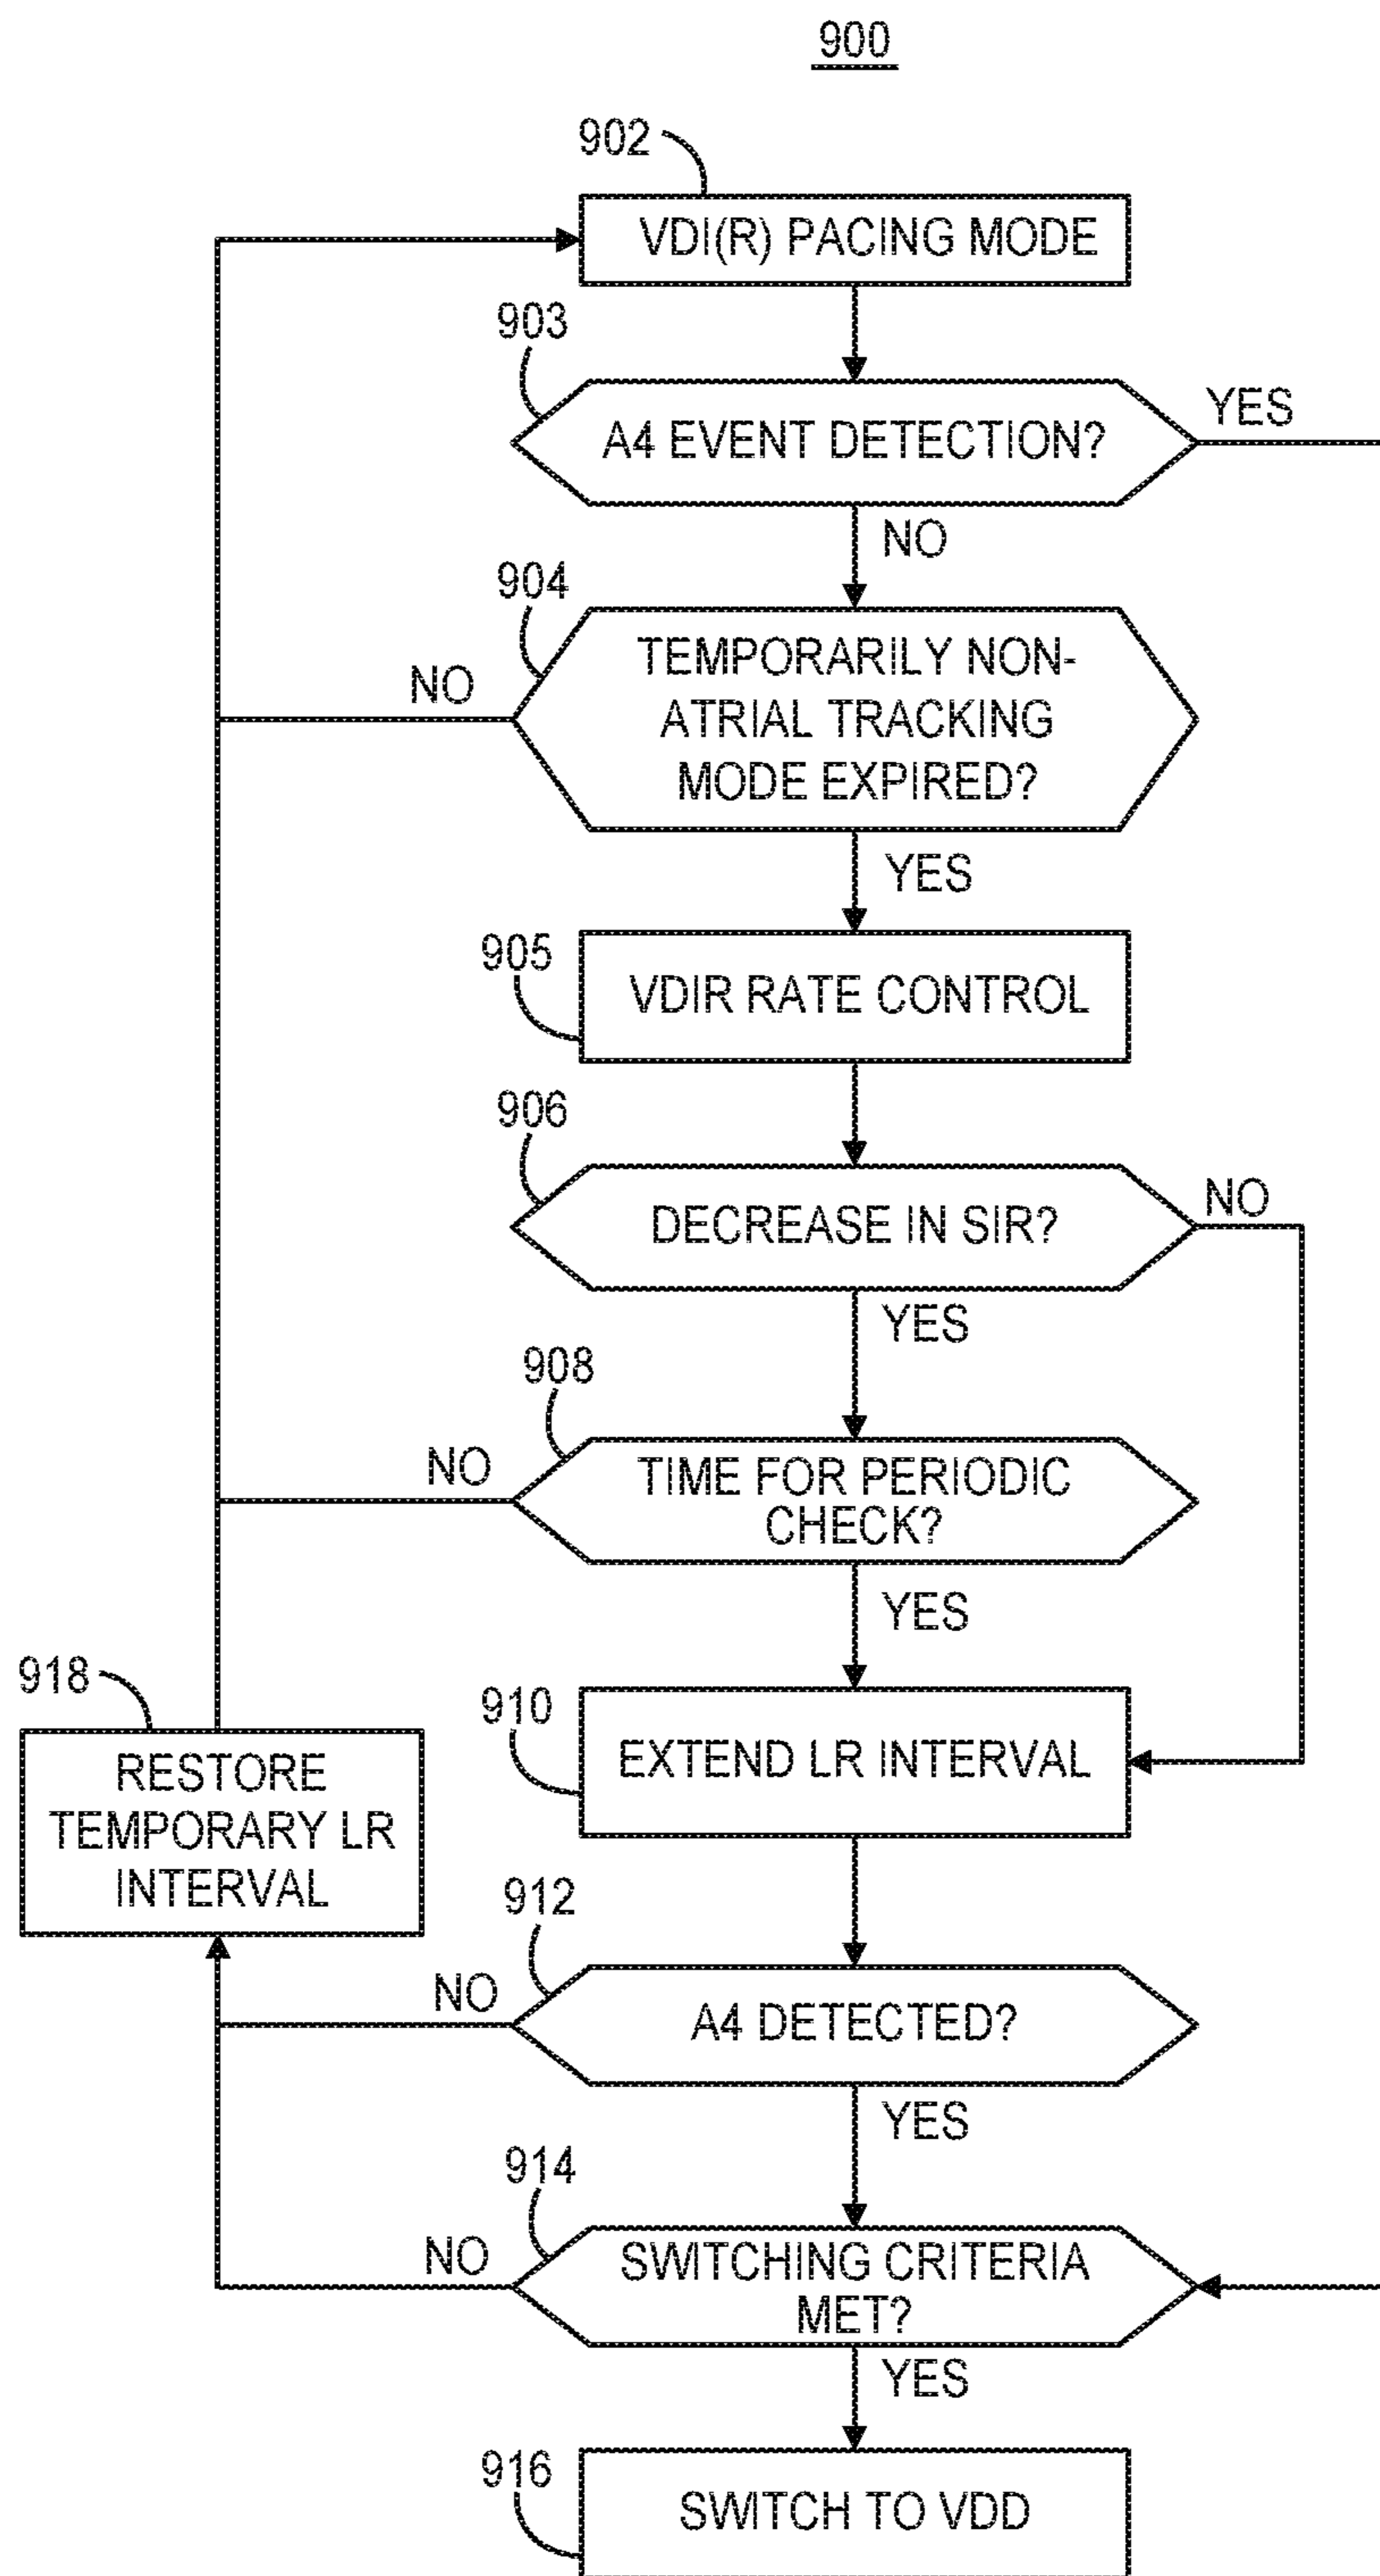 900
902
VDI(R) PACING MODE
903
A4 EVENT DETECTION?
YES
NO
904
TEMPORARILY NON-
ATRIAL TRACKING
MODE EXPIRED?
NO
YES
905
VDIR RATE CONTROL
906
DECREASE IN SIR?
NO
YES
908
NO
TIME FOR PERIODIC
CHECK?
YES
918
RESTORE
TEMPORARY LR
INTERVAL
910
EXTEND LR INTERVAL
912
NO
A4 DETECTED?
YES
914
NO
SWITCHING CRITERIA
MET?
YES
916
SWITCH TO VDD